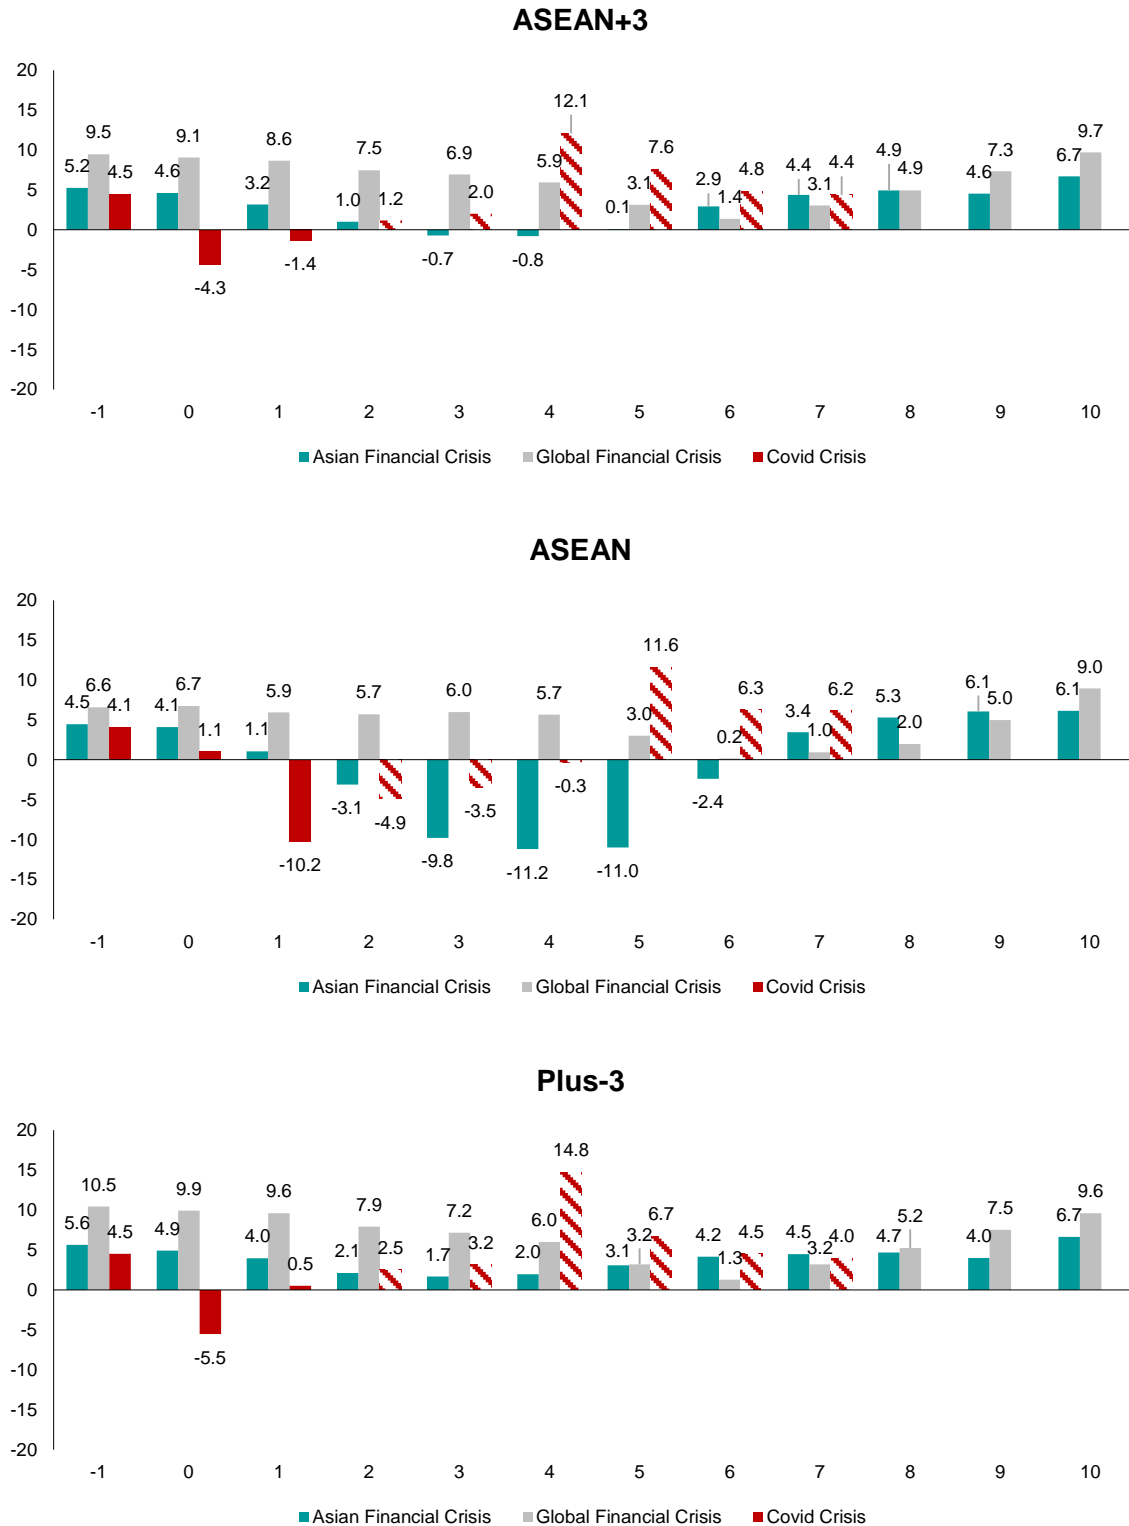 ASEAN+3
20
15
10
5
0
-5
-10
-15
-20
5.2 9.5 4.5
4.6 9.1 -4.3
3.2 8.6 -1.4
1.0 7.5 1.2
-0.7 6.9 2.0
-0.8 5.9 12.1
0.1 3.1 7.6
2.9 1.4 4.8
4.4 3.1 4.4
4.9 4.9
4.6 7.3
6.7 9.7
-1 0 1 2 3 4 5 6 7 8 9 10
Asian Financial Crisis Global Financial Crisis Covid Crisis
ASEAN
20
15
10
5
0
-5
-10
-15
-20
4.5 6.6 4.1
4.1 6.7 1.1
1.1 5.9 -10.2
-3.1 5.7 -4.9
-9.8 6.0 -3.5
-11.2 5.7 -0.3
-11.0 3.0 11.6
-2.4 0.2 6.3
3.4 1.0 6.2
5.3 2.0
6.1 5.0
6.1 9.0
-1 0 1 2 3 4 5 6 7 8 9 10
Asian Financial Crisis Global Financial Crisis Covid Crisis
Plus-3
20
15
10
5
0
-5
-10
-15
-20
5.6 10.5 4.5
4.9 9.9 -5.5
4.0 9.6 0.5
2.1 7.9 2.5
1.7 7.2 3.2
2.0 6.0 14.8
3.1 3.2 6.7
4.2 1.3 4.5
4.5 3.2 4.0
4.7 5.2
4.0 7.5
6.7 9.6
-1 0 1 2 3 4 5 6 7 8 9 10
Asian Financial Crisis Global Financial Crisis Covid Crisis